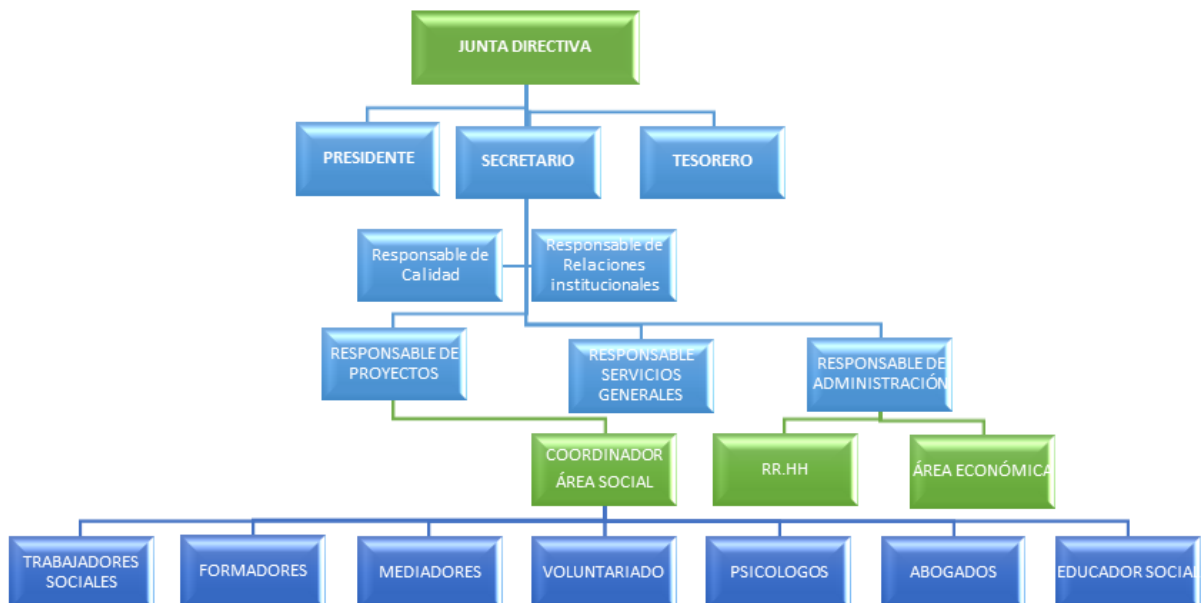 JUNTA DIRECTIVA
PRESIDENTE
SECRETARIO
TESORERO
Responsable de
Calidad
Responsable de
Relaciones
institucionales
RESPONSABLE DE
PROYECTOS
RESPONSABLE
SERVICIOS
GENERALES
RESPONSABLE DE
ADMINISTRACIÓN
COORDINADOR
ÁREA SOCIAL
RR.HH
ÁREA ECONÓMICA
TRABAJADORES
SOCIALES
FORMADORES
MEDIADORES
VOLUNTARIADO
PSICOLOGOS
ABOGADOS
EDUCADOR SOCIAL